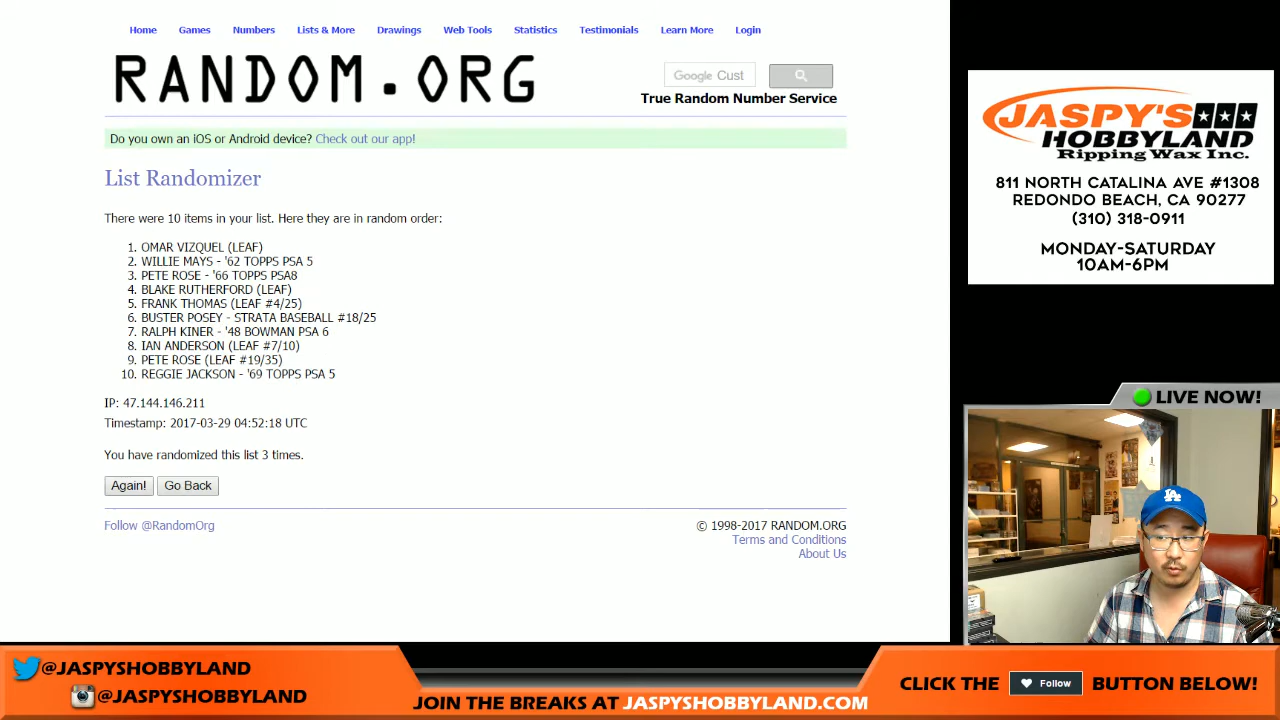 Home Games Numbers Lists & More Drawings Web Tools Statistics Testimonials Learn More Login
RANDOM.ORG
Google Cust
True Random Number Service
Do you own an iOS or Android device? Check out our app!
List Randomizer
There were 10 items in your list. Here they are in random order:
1. OMAR VIZQUEL (LEAF)
2. WILLIE MAYS - '62 TOPPS PSA 5
3. PETE ROSE - '66 TOPPS PSA8
4. BLAKE RUTHERFORD (LEAF)
5. FRANK THOMAS (LEAF #4/25)
6. BUSTER POSEY - STRATA BASEBALL #18/25
7. RALPH KINER - '48 BOWMAN PSA 6
8. IAN ANDERSON (LEAF #7/10)
9. PETE ROSE (LEAF #19/35)
10. REGGIE JACKSON - '69 TOPPS PSA 5
IP: 47.144.146.211
Timestamp: 2017-03-29 04:52:18 UTC
You have randomized this list 3 times.
Again! Go Back
Follow @RandomOrg
© 1998-2017 RANDOM.ORG
Terms and Conditions
About Us
JASPY'S
HOBBYLAND
Ripping Wax Inc.
811 NORTH CATALINA AVE #1308
REDONDO BEACH, CA 90277
(310) 318-0911
MONDAY-SATURDAY
10AM-6PM
LIVE NOW!
LA
@JASPYSHOBBYLAND
@JASPYSHOBBYLAND
JOIN THE BREAKS AT JASPYSHOBBYLAND.COM
CLICK THE Follow BUTTON BELOW!